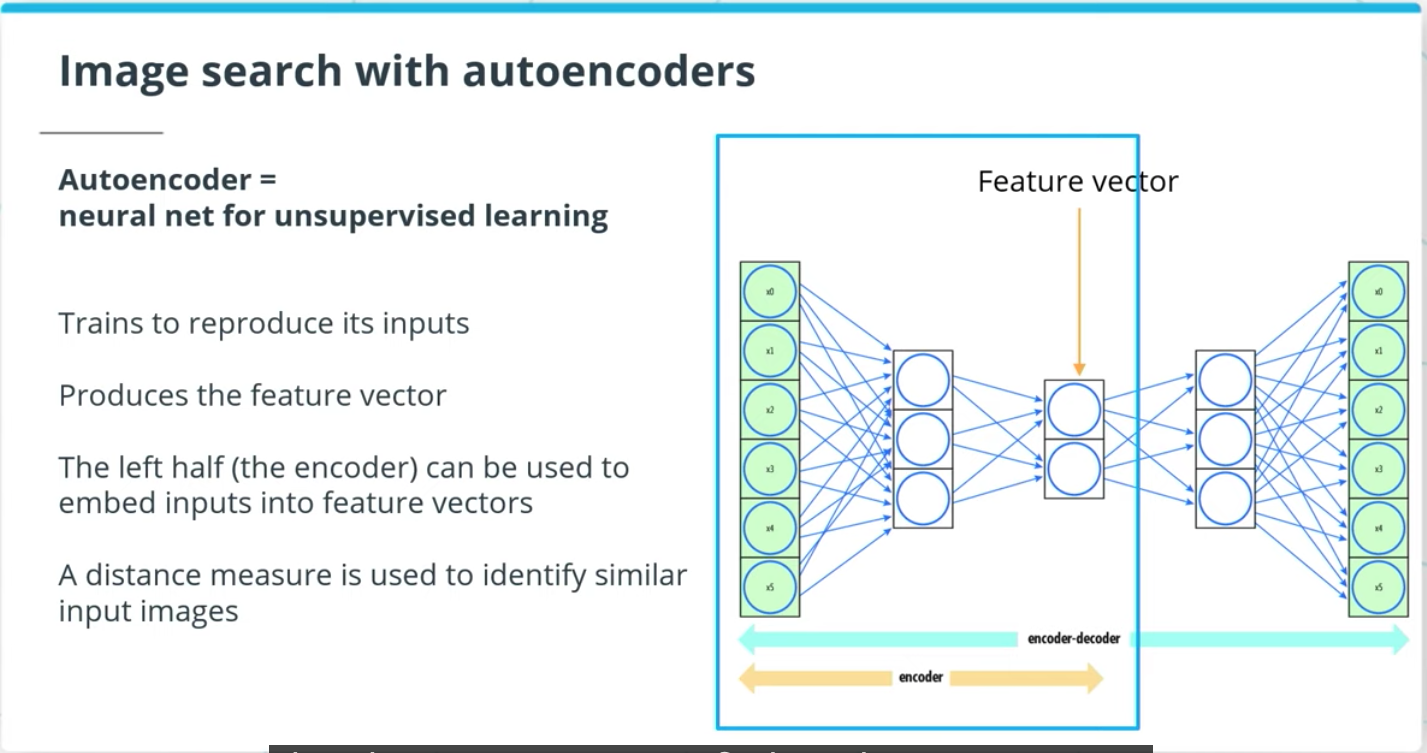 Image search with autoencoders
Autoencoder =
neural net for unsupervised learning
Trains to reproduce its inputs
Produces the feature vector
The left half (the encoder) can be used to
embed inputs into feature vectors
A distance measure is used to identify similar
input images
Feature vector
x0
x1
x2
x3
x4
x5
x0
x1
x2
x3
x4
x5
encoder-decoder
encoder